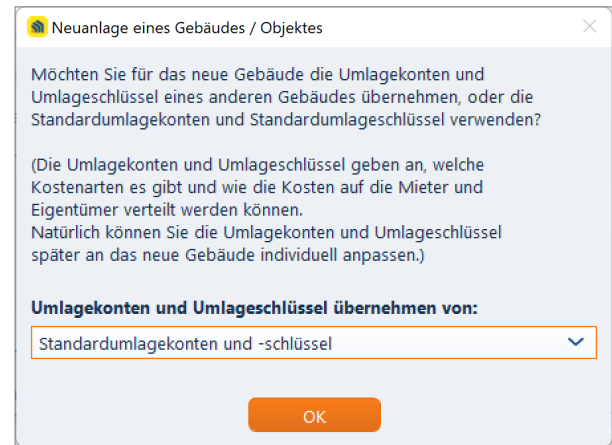 Neuanlage eines Gebäudes / Objektes
Möchten Sie für das neue Gebäude die Umlagekonten und
Umlageschlüssel eines anderen Gebäudes übernehmen, oder die
Standardumlagekonten und Standardumlageschlüssel verwenden?
(Die Umlagekonten und Umlageschlüssel geben an, welche
Kostenarten es gibt und wie die Kosten auf die Mieter und
Eigentümer verteilt werden können.
Natürlich können Sie die Umlagekonten und Umlageschlüssel
später an das neue Gebäude individuell anpassen.)
Umlagekonten und Umlageschlüssel übernehmen von:
Standardumlagekonten und -schlüssel
OK